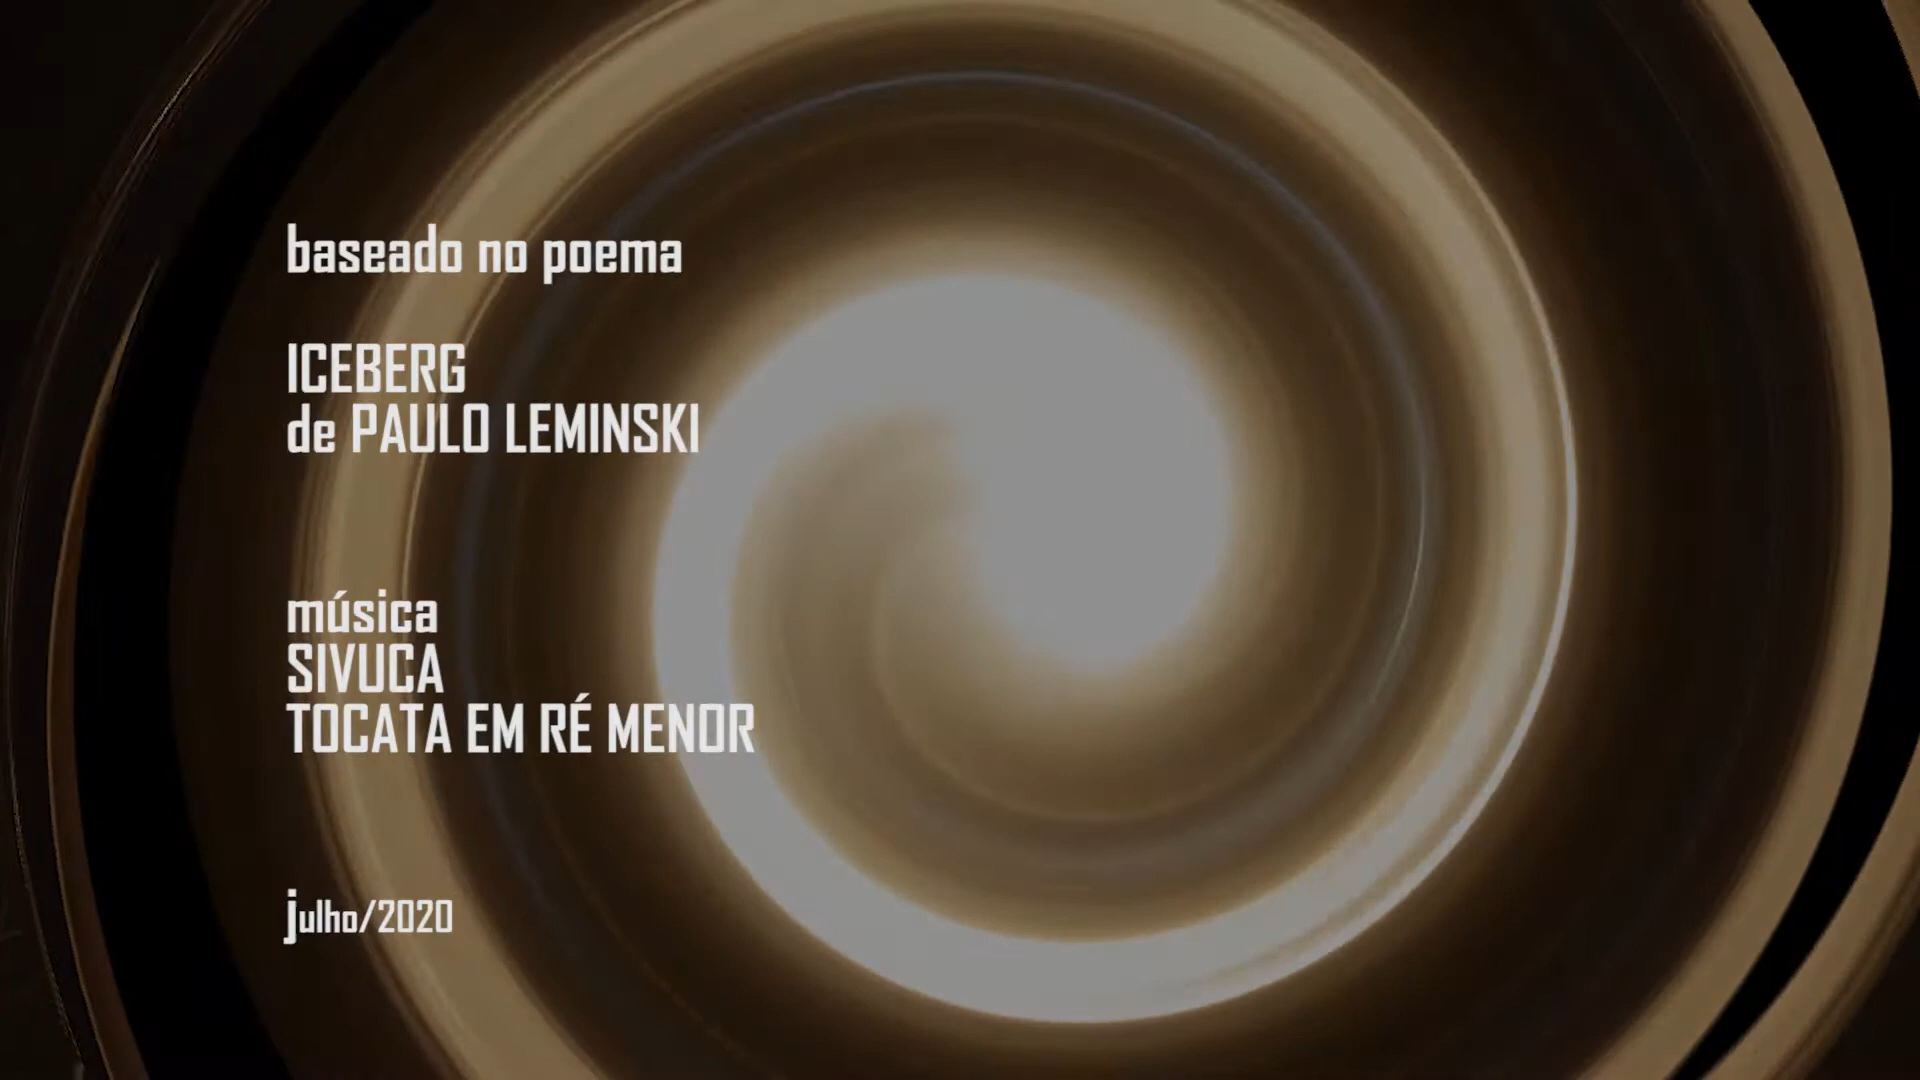 baseado no poema
ICEBERG
de PAULO LEMINSKI
música
SIVUCA
TOCATA EM RÉ MENOR
julho/2020